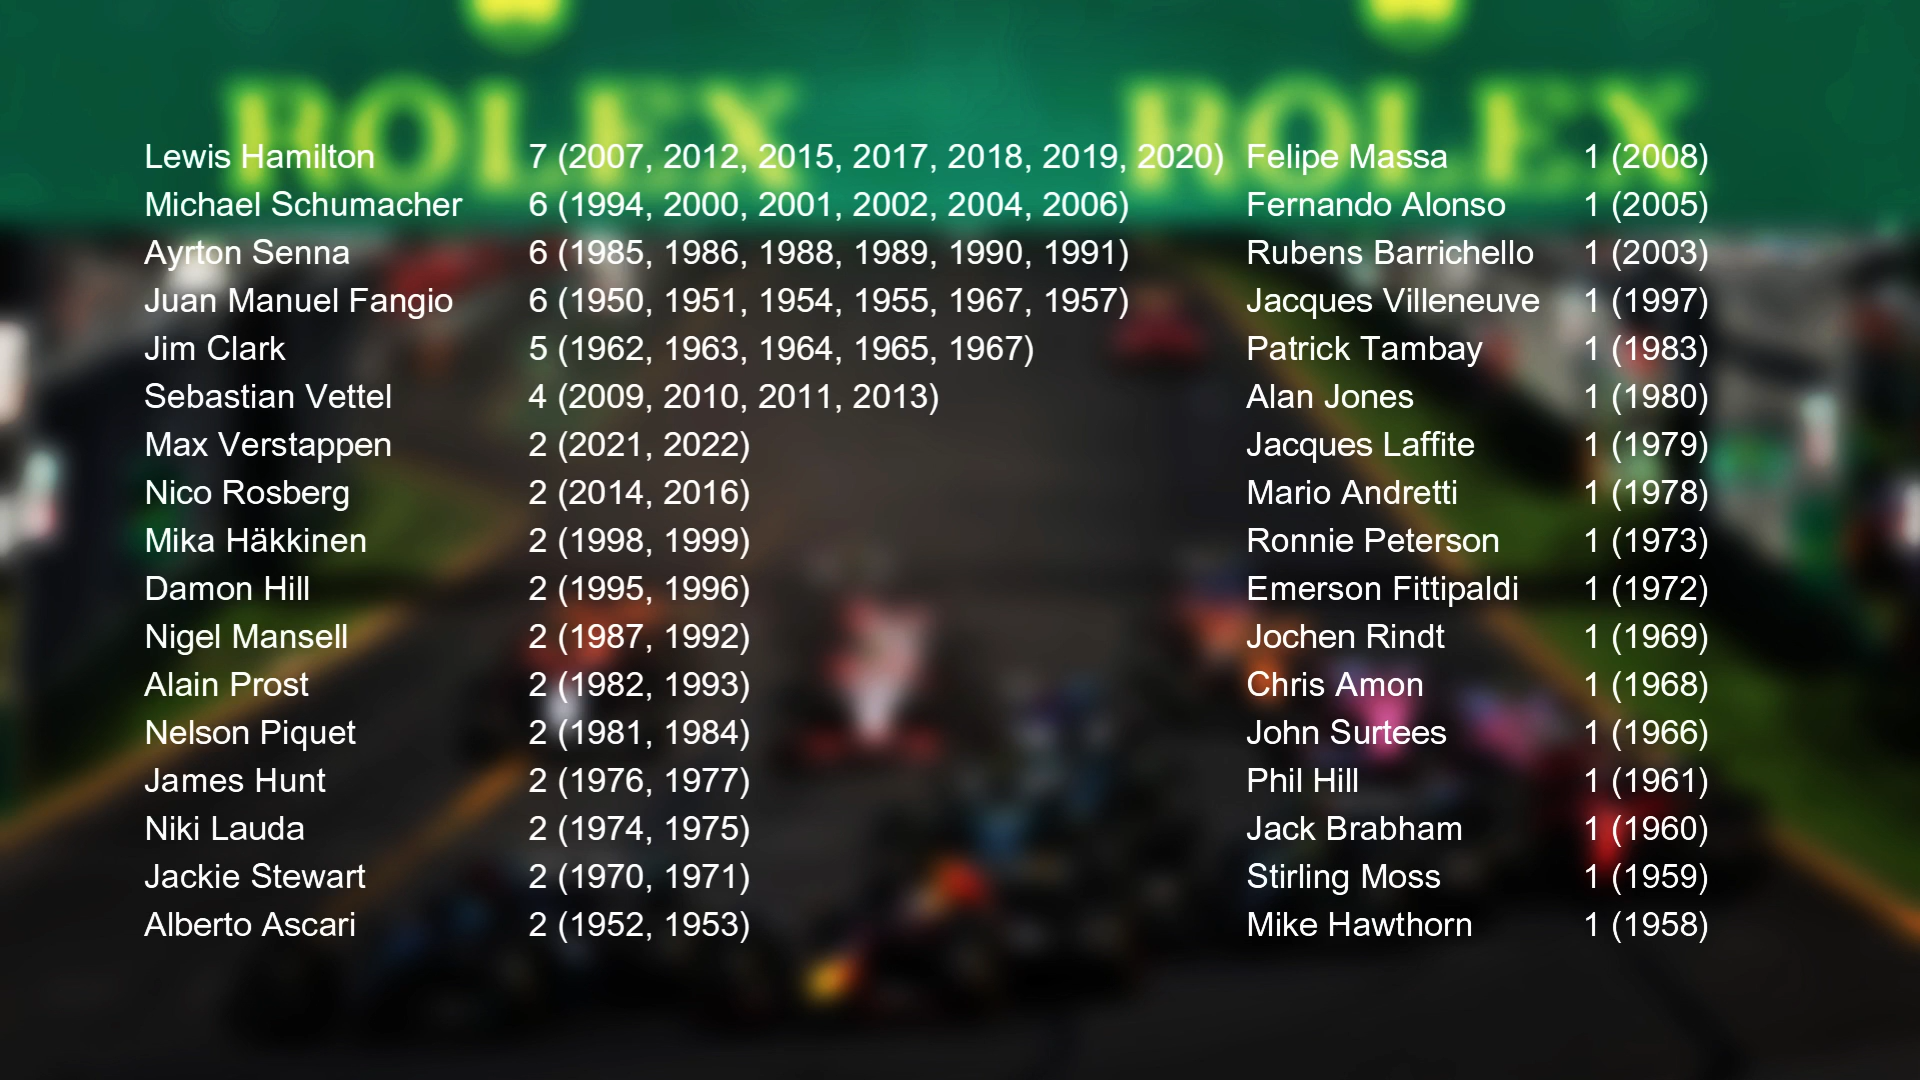 ROLEX ROLEX
Lewis Hamilton 7 (2007, 2012, 2015, 2017, 2018, 2019, 2020)
Michael Schumacher 6 (1994, 2000, 2001, 2002, 2004, 2006)
Ayrton Senna 6 (1985, 1986, 1988, 1989, 1990, 1991)
Juan Manuel Fangio 6 (1950, 1951, 1954, 1955, 1967, 1957)
Jim Clark 5 (1962, 1963, 1964, 1965, 1967)
Sebastian Vettel 4 (2009, 2010, 2011, 2013)
Max Verstappen 2 (2021, 2022)
Nico Rosberg 2 (2014, 2016)
Mika Häkkinen 2 (1998, 1999)
Damon Hill 2 (1995, 1996)
Nigel Mansell 2 (1987, 1992)
Alain Prost 2 (1982, 1993)
Nelson Piquet 2 (1981, 1984)
James Hunt 2 (1976, 1977)
Niki Lauda 2 (1974, 1975)
Jackie Stewart 2 (1970, 1971)
Alberto Ascari 2 (1952, 1953)
Felipe Massa 1 (2008)
Fernando Alonso 1 (2005)
Rubens Barrichello 1 (2003)
Jacques Villeneuve 1 (1997)
Patrick Tambay 1 (1983)
Alan Jones 1 (1980)
Jacques Laffite 1 (1979)
Mario Andretti 1 (1978)
Ronnie Peterson 1 (1973)
Emerson Fittipaldi 1 (1972)
Jochen Rindt 1 (1969)
Chris Amon 1 (1968)
John Surtees 1 (1966)
Phil Hill 1 (1961)
Jack Brabham 1 (1960)
Stirling Moss 1 (1959)
Mike Hawthorn 1 (1958)